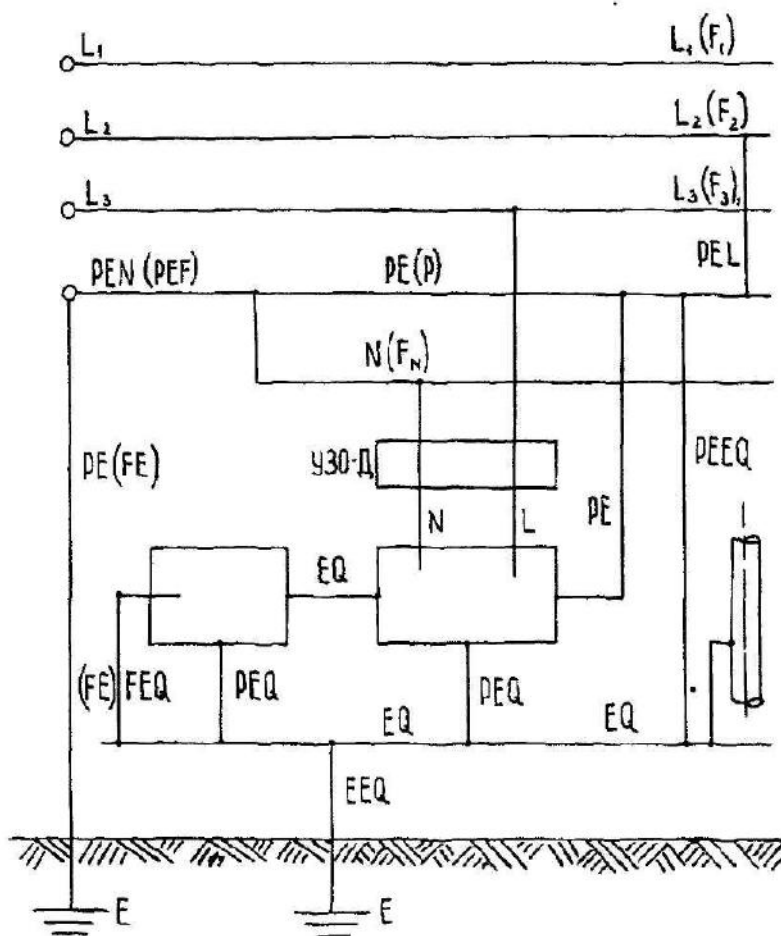 L₁ L₁(F₁)
L₂ L₂(F₂)
L₃ L₃(F₃)
PEL
PEN(PEF) PE(P)
N(F_N)
PE(FE) УЗО-Д PE PEEQ
N L
EQ
(FE) FEQ PEQ PEQ
EQ EQ
EEQ
E E